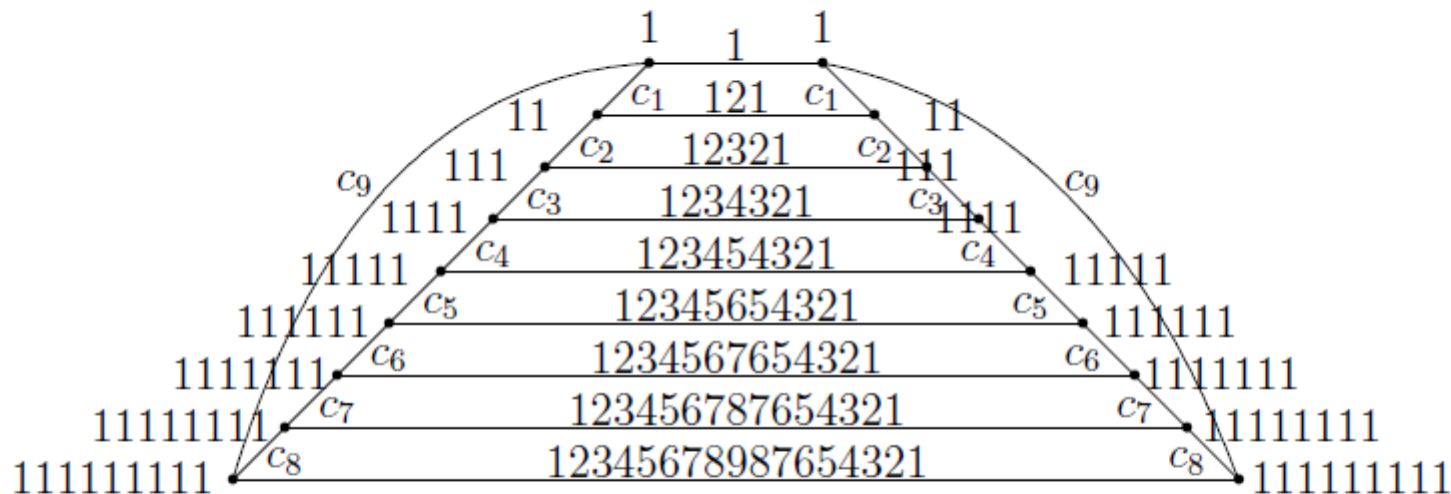 1 1 1
c1 121 c1
11 11
c2 12321 c2
111 111
c9 c3 1234321 c3 c9
1111 1111
c4 123454321 c4
11111 11111
c5 12345654321 c5
111111 111111
c6 1234567654321 c6
1111111 1111111
c7 123456787654321 c7
11111111 11111111
c8 12345678987654321 c8
111111111 111111111